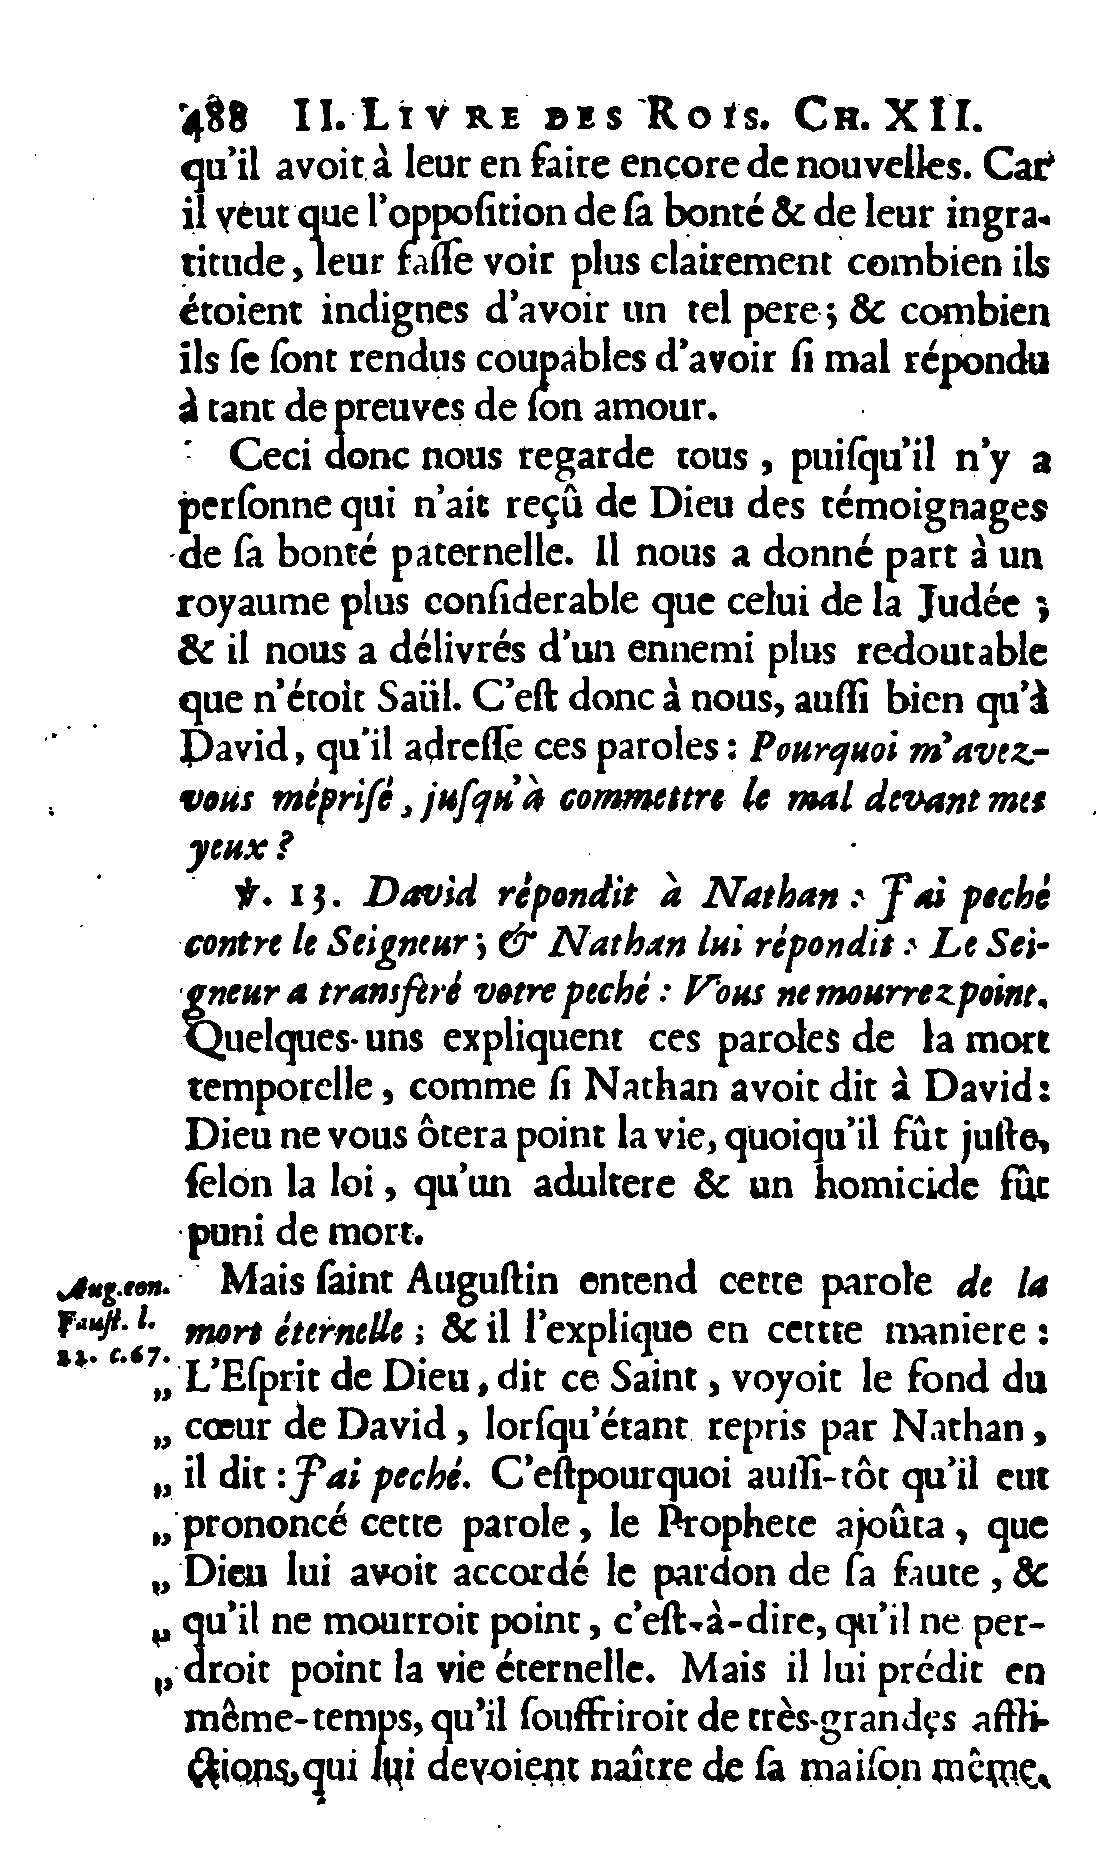 488 II. LIVRE DES ROIS. CH. XII.
qu'il avoit à leur en faire encore de nouvelles. Car
il veut que l'oppoſition de ſa bonté & de leur ingra-
titude, leur faſſe voir plus clairement combien ils
étoient indignes d'avoir un tel pere; & combien
ils ſe ſont rendus coupables d'avoir ſi mal répondu
à tant de preuves de ſon amour.
Ceci donc nous regarde tous, puiſqu'il n'y a
perſonne qui n'ait reçû de Dieu des témoignages
de ſa bonté paternelle. Il nous a donné part à un
royaume plus conſiderable que celui de la Judée;
& il nous a délivrés d'un ennemi plus redoutable
que n'étoit Saül. C'eſt donc à nous, auſſi bien qu'à
David, qu'il adreſſe ces paroles : Pourquoi m'avez-
vous mépriſé, juſqu'à commettre le mal devant mes
yeux ?
℣. 13. David répondit à Nathan : J'ai peché
contre le Seigneur; & Nathan lui répondit : Le Sei-
gneur a transferé votre peché : Vous ne mourrez point.
Quelques-uns expliquent ces paroles de la mort
temporelle, comme ſi Nathan avoit dit à David:
Dieu ne vous ôtera point la vie, quoiqu'il fût juſte,
ſelon la loi, qu'un adultere & un homicide fût
puni de mort.
Aug. con.
Fauſt. l.
22. c. 67.
Mais ſaint Auguſtin entend cette parole de la
mort éternelle; & il l'explique en cettte maniere :
„ L'Eſprit de Dieu, dit ce Saint, voyoit le fond du
„ cœur de David, lorſqu'étant repris par Nathan,
„ il dit : J'ai peché. C'eſtpourquoi auſſi-tôt qu'il eut
„ prononcé cette parole, le Prophete ajoûta, que
„ Dieu lui avoit accordé le pardon de ſa faute, &
„ qu'il ne mourroit point, c'eſt-à-dire, qu'il ne per-
„ droit point la vie éternelle. Mais il lui prédit en
même-temps, qu'il ſouffriroit de très-grandes affli-
ctions, qui lui devoient naître de ſa maiſon même,